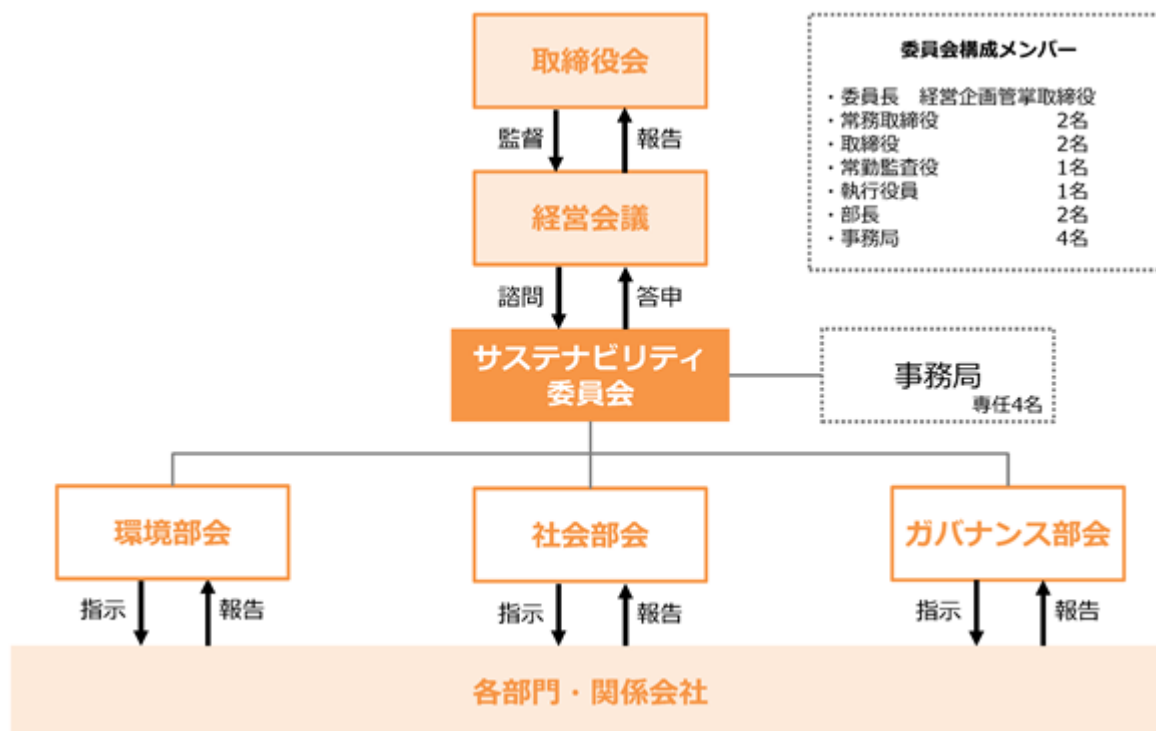 取締役会
委員会構成メンバー
・委員長　経営企画管掌取締役
・常務取締役　2名
・取締役　2名
・常勤監査役　1名
・執行役員　1名
・部長　2名
・事務局　4名
監督
報告
経営会議
諮問
答申
サステナビリティ
委員会
事務局
専任4名
環境部会
社会部会
ガバナンス部会
指示
報告
指示
報告
指示
報告
各部門・関係会社